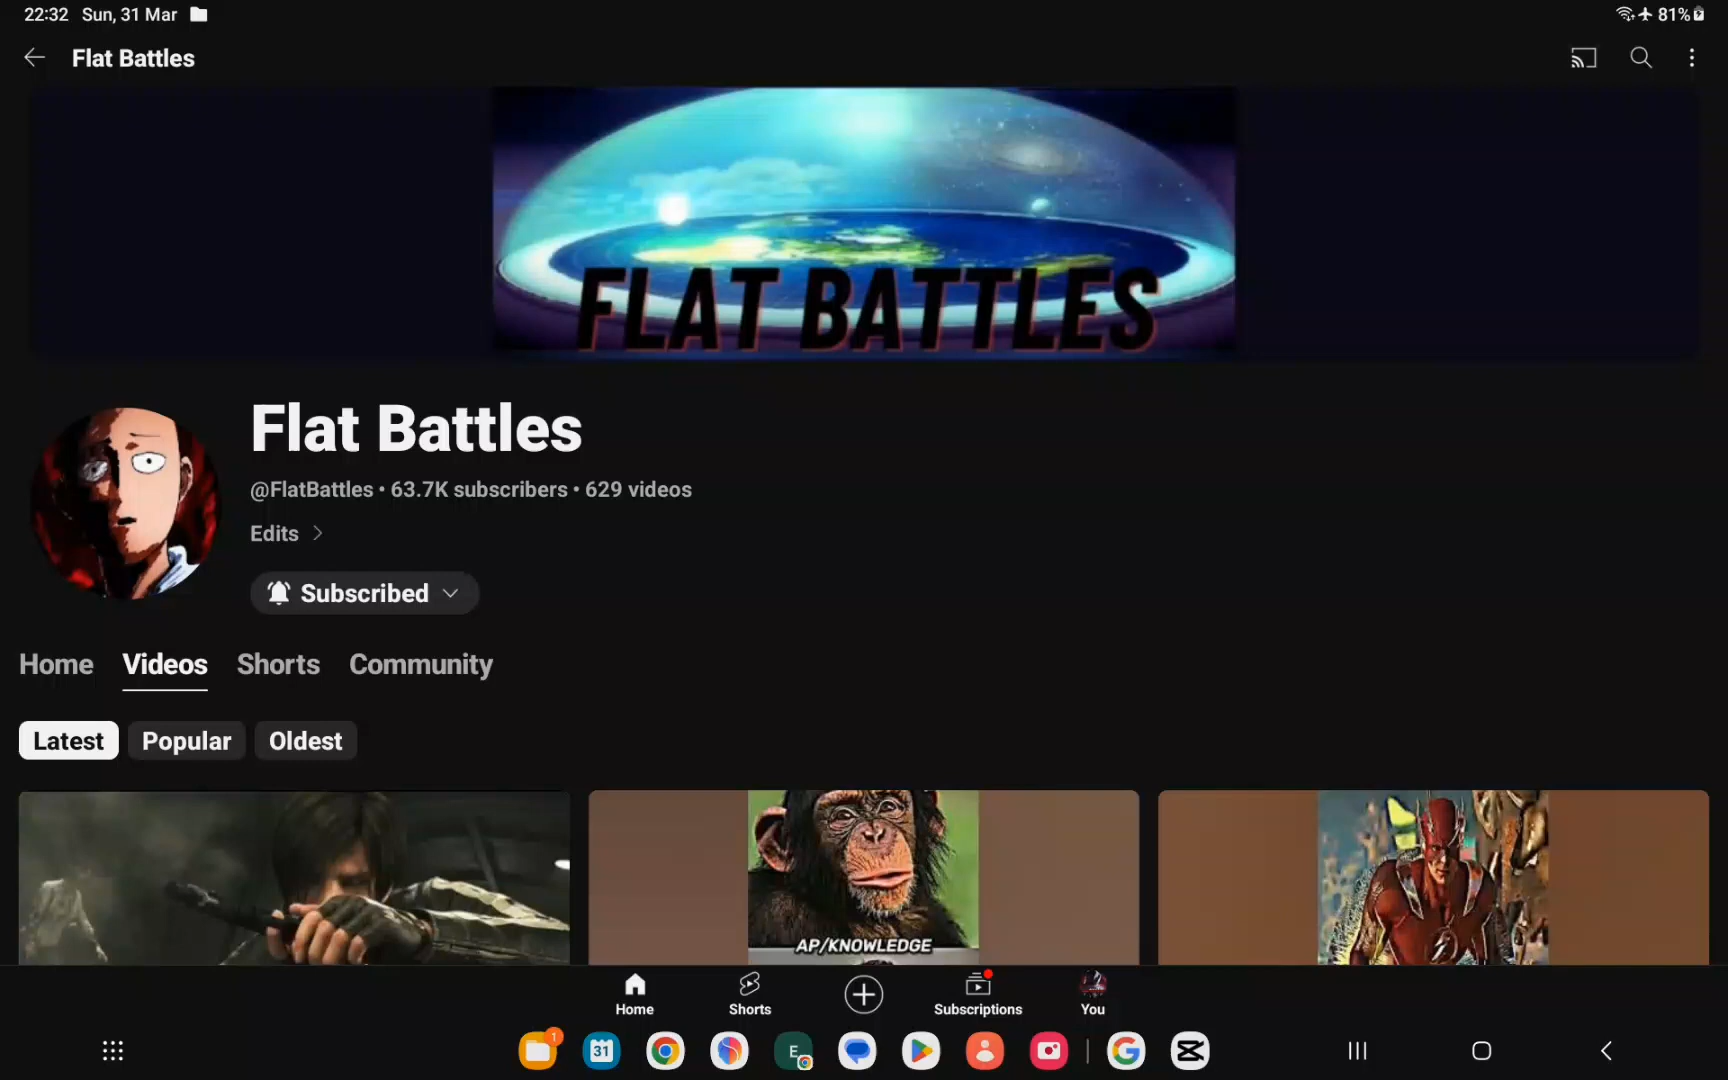 22:32 Sun, 31 Mar
81%
Flat Battles
FLAT BATTLES
Flat Battles
@FlatBattles • 63.7K subscribers • 629 videos
Edits
Subscribed
Home Videos Shorts Community
Latest Popular Oldest
AP/KNOWLEDGE
Home Shorts Subscriptions You
1
31
E